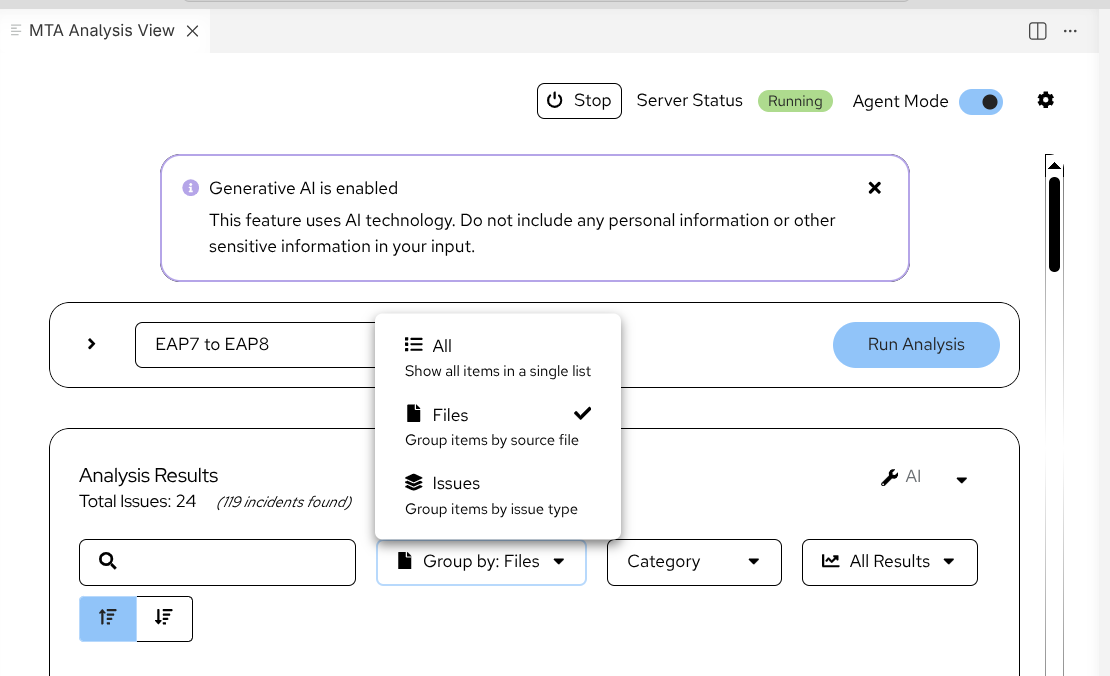 MTA Analysis View
Stop
Server Status
Running
Agent Mode
Generative AI is enabled
This feature uses AI technology. Do not include any personal information or other
sensitive information in your input.
EAP7 to EAP8
Run Analysis
All
Show all items in a single list
Files
Group items by source file
Issues
Group items by issue type
Analysis Results
Total Issues: 24 (119 incidents found)
AI
Group by: Files
Category
All Results